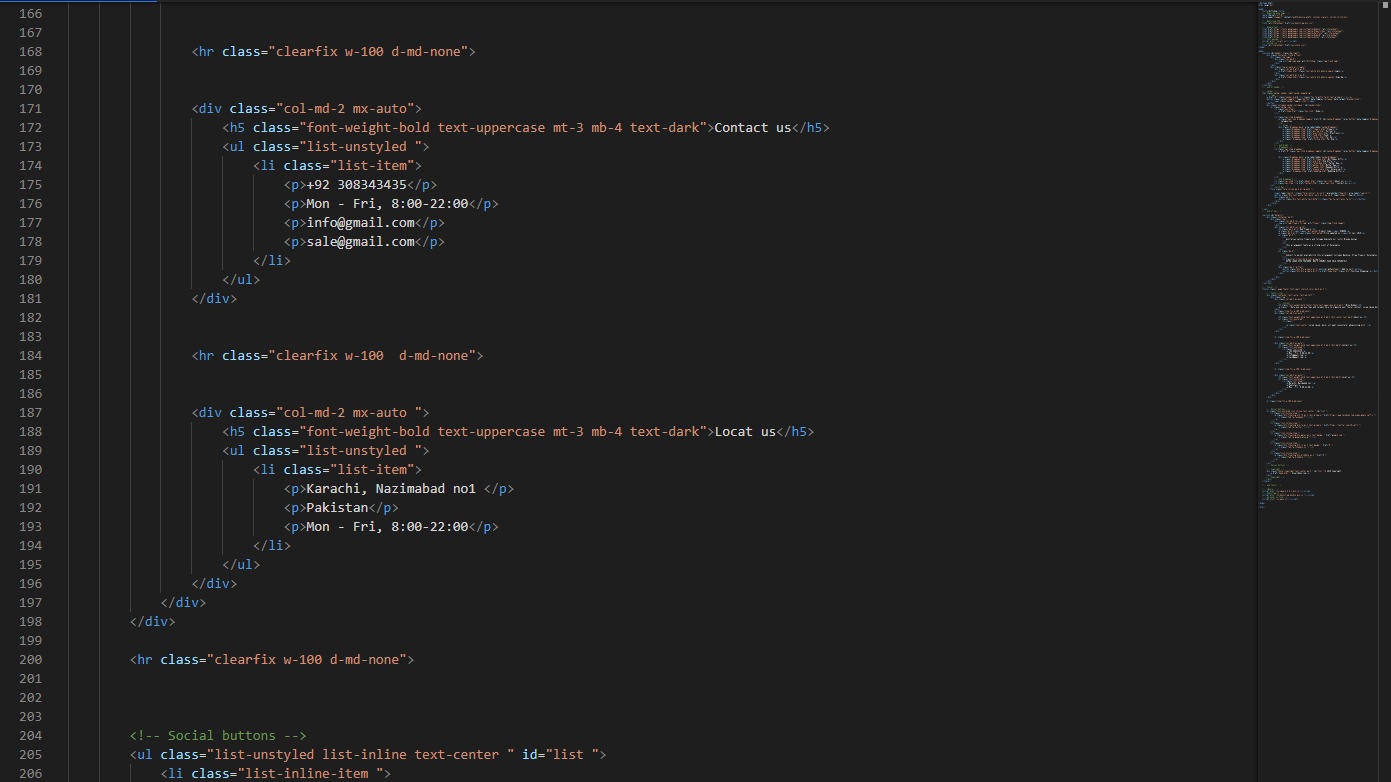 166
167
168 <hr class="clearfix w-100 d-md-none">
169
170
171 <div class="col-md-2 mx-auto">
172 <h5 class="font-weight-bold text-uppercase mt-3 mb-4 text-dark">Contact us</h5>
173 <ul class="list-unstyled ">
174 <li class="list-item">
175 <p>+92 308343435</p>
176 <p>Mon - Fri, 8:00-22:00</p>
177 <p>info@gmail.com</p>
178 <p>sale@gmail.com</p>
179 </li>
180 </ul>
181 </div>
182
183
184 <hr class="clearfix w-100  d-md-none">
185
186
187 <div class="col-md-2 mx-auto ">
188 <h5 class="font-weight-bold text-uppercase mt-3 mb-4 text-dark">Locat us</h5>
189 <ul class="list-unstyled ">
190 <li class="list-item">
191 <p>Karachi, Nazimabad no1 </p>
192 <p>Pakistan</p>
193 <p>Mon - Fri, 8:00-22:00</p>
194 </li>
195 </ul>
196 </div>
197 </div>
198 </div>
199
200 <hr class="clearfix w-100 d-md-none">
201
202
203
204 <!-- Social buttons -->
205 <ul class="list-unstyled list-inline text-center " id="list ">
206 <li class="list-inline-item ">